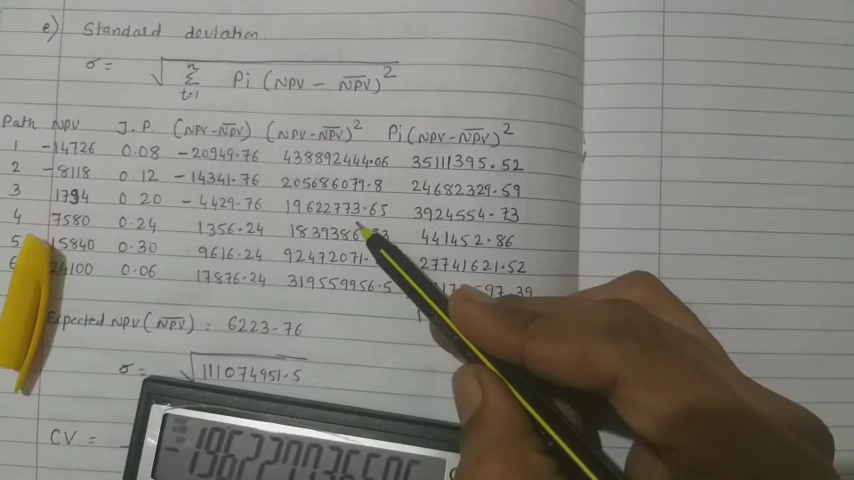 e) Standard deviation.
σ= √ n Σ t=1 Pi (NPV - N̅P̅V̅)²
Path NPV J.P. (NPV-N̅P̅V̅) (NPV-N̅P̅V̅)² Pi(NPV-N̅P̅V̅)²
1 -14726 0.08 -20949.76 438892444.06 35111395.52
2 -8118 0.12 -14341.76 205686079.8 24682329.59
3 1794 0.20 -4429.76 19622773.65 3924554.73
4 7580 0.24 1356.24 441452.86
5 15840 0.30 9616.24 92472071. 27741621.52
0.06 17876.24 319559956.5
Expected NPV (N̅P̅V̅) = 6223.76
σ= √111074951.5
CV =